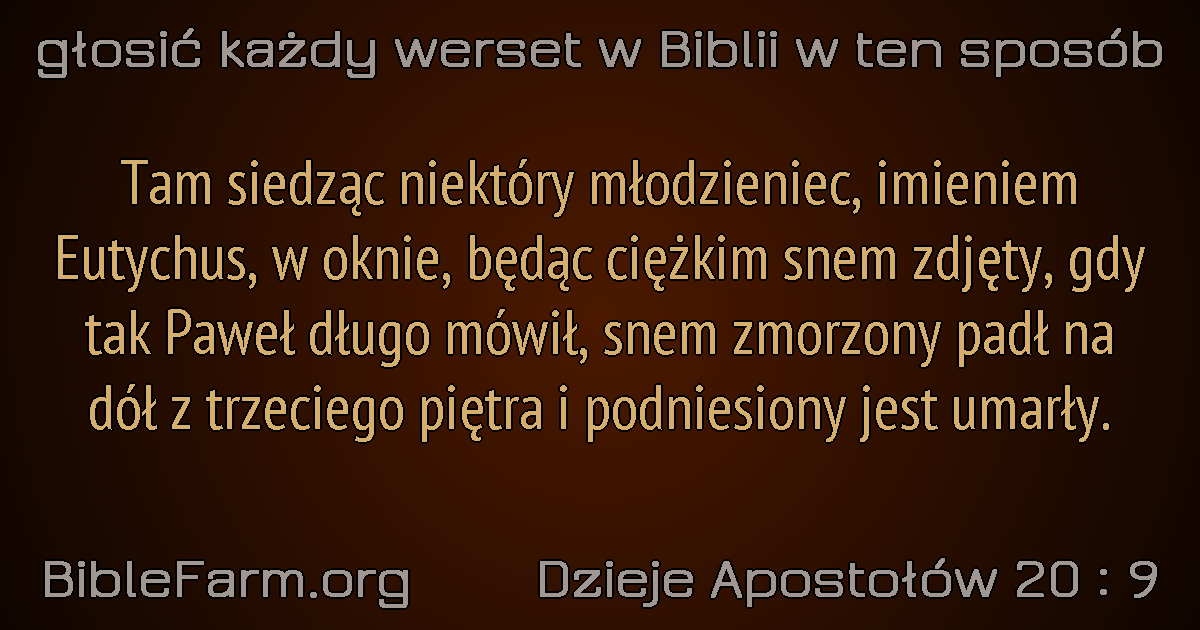 głosić każdy werset w Biblii w ten sposób
Tam siedząc niektóry młodzieniec, imieniem
Eutychus, w oknie, będąc ciężkim snem zdjęty, gdy
tak Paweł długo mówił, snem zmorzony padł na
dół z trzeciego piętra i podniesiony jest umarły.
BibleFarm.org
Dzieje Apostołów 20 : 9